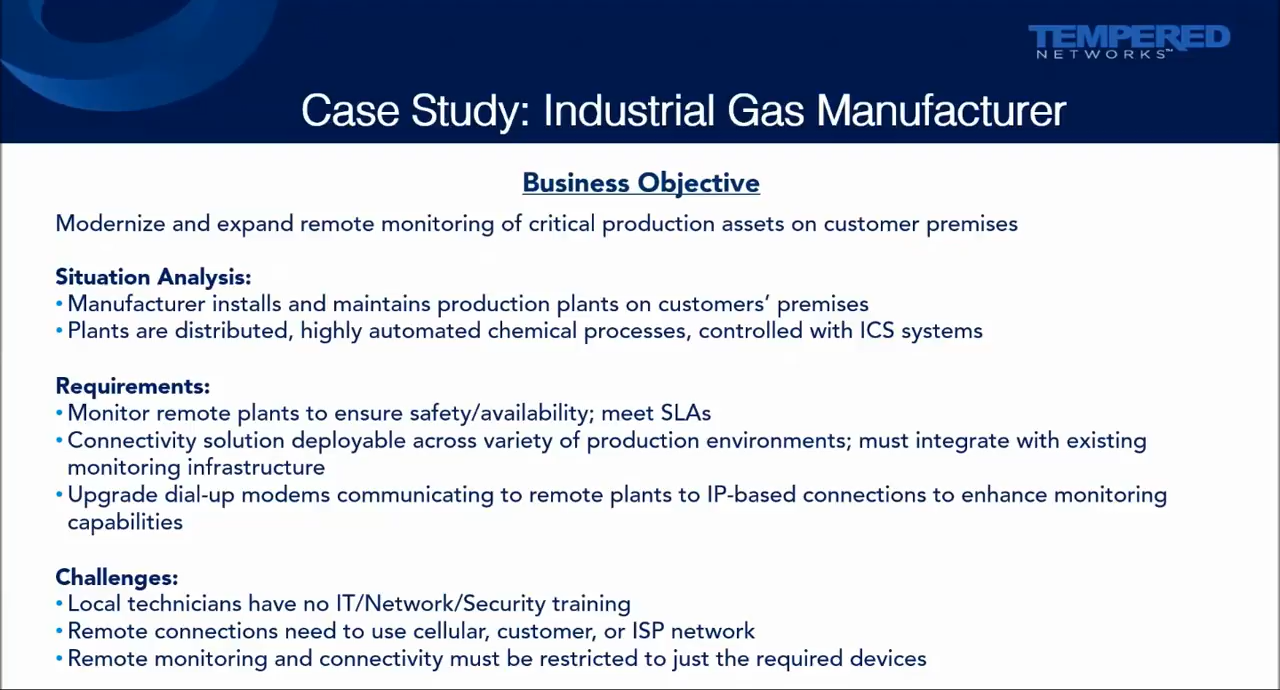 TEMPERED
NETWORKS™
Case Study: Industrial Gas Manufacturer
Business Objective
Modernize and expand remote monitoring of critical production assets on customer premises
Situation Analysis:
• Manufacturer installs and maintains production plants on customers’ premises
• Plants are distributed, highly automated chemical processes, controlled with ICS systems
Requirements:
• Monitor remote plants to ensure safety/availability; meet SLAs
• Connectivity solution deployable across variety of production environments; must integrate with existing
monitoring infrastructure
• Upgrade dial-up modems communicating to remote plants to IP-based connections to enhance monitoring
capabilities
Challenges:
• Local technicians have no IT/Network/Security training
• Remote connections need to use cellular, customer, or ISP network
• Remote monitoring and connectivity must be restricted to just the required devices